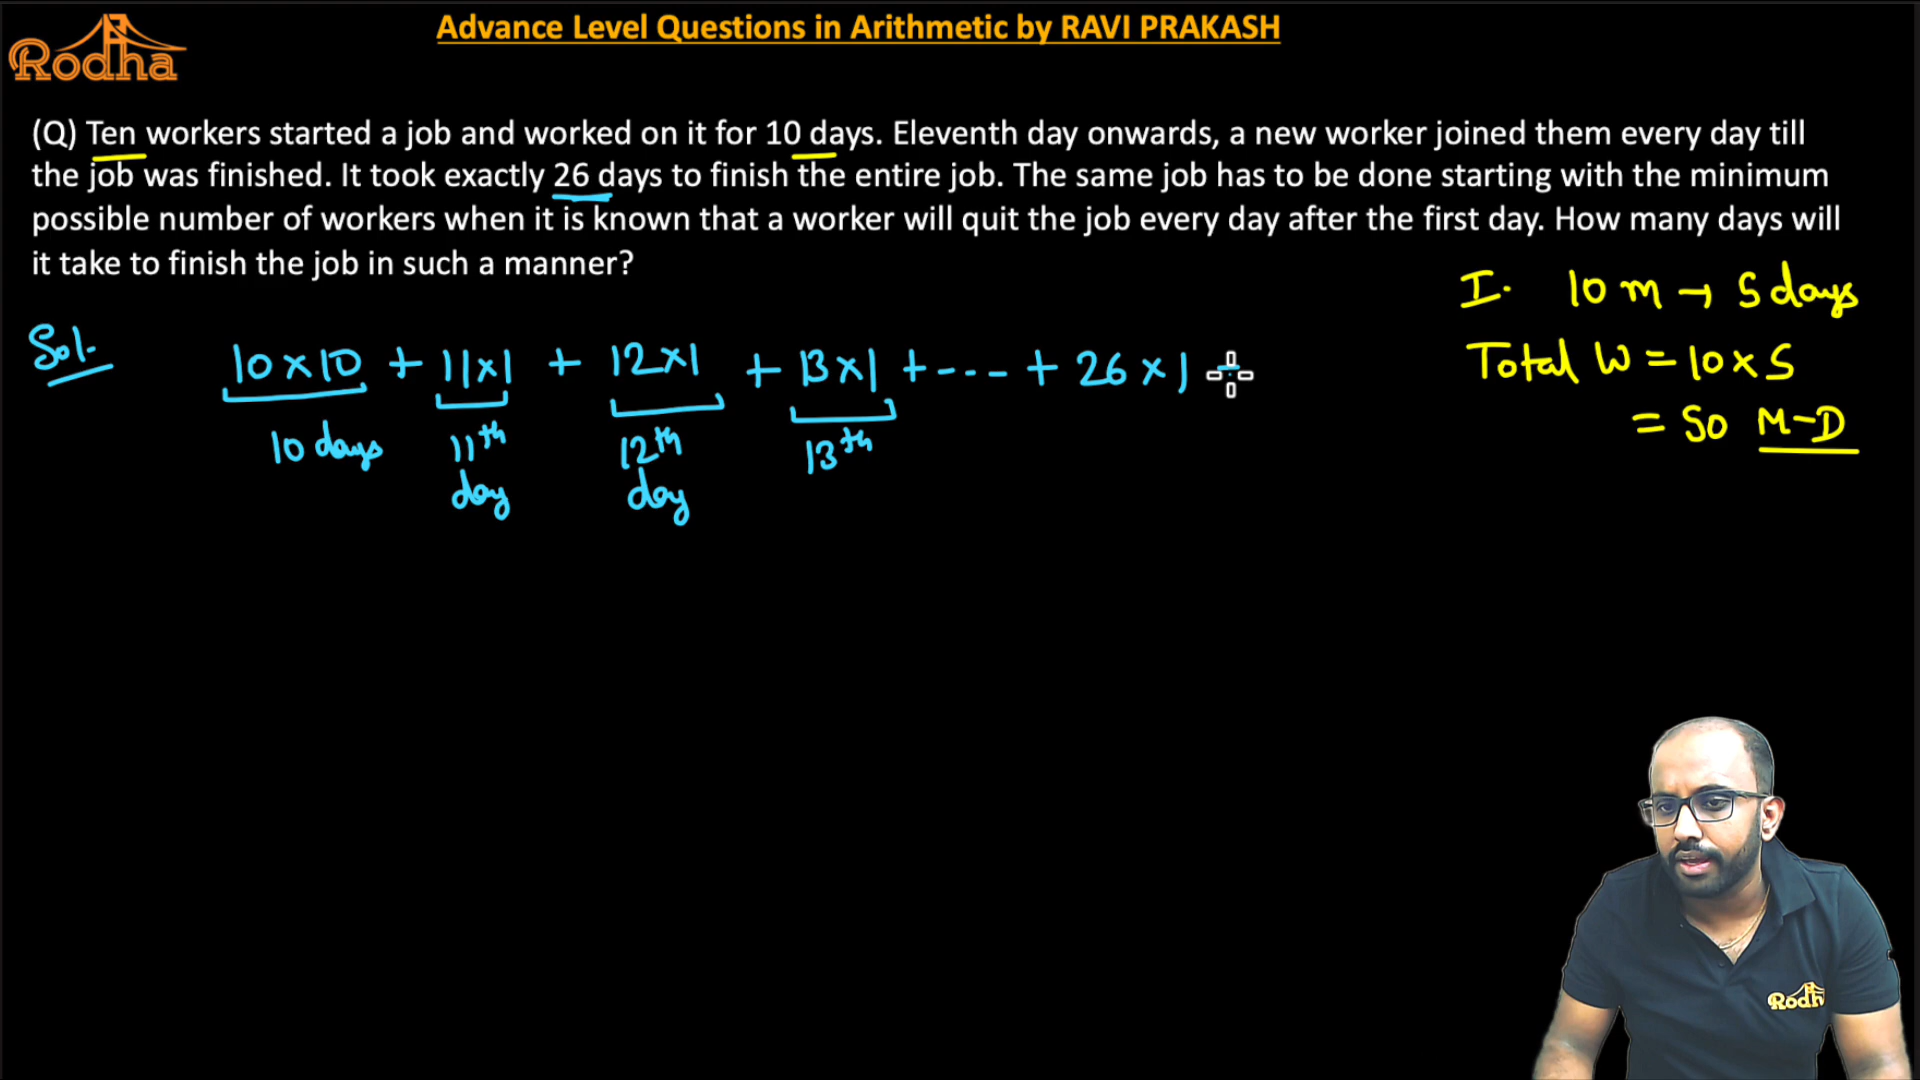 Rodha
Advance Level Questions in Arithmetic by RAVI PRAKASH
(Q) Ten workers started a job and worked on it for 10 days. Eleventh day onwards, a new worker joined them every day till
the job was finished. It took exactly 26 days to finish the entire job. The same job has to be done starting with the minimum
possible number of workers when it is known that a worker will quit the job every day after the first day. How many days will
it take to finish the job in such a manner?
I. 10 m → 5 days
Total W = 10 x 5
= 50 M-D
Sol.
10 x 10 + 11 x 1 + 12 x 1 + 13 x 1 + ---- + 26 x 1
10 days 11th day 12th day 13th
Rodh